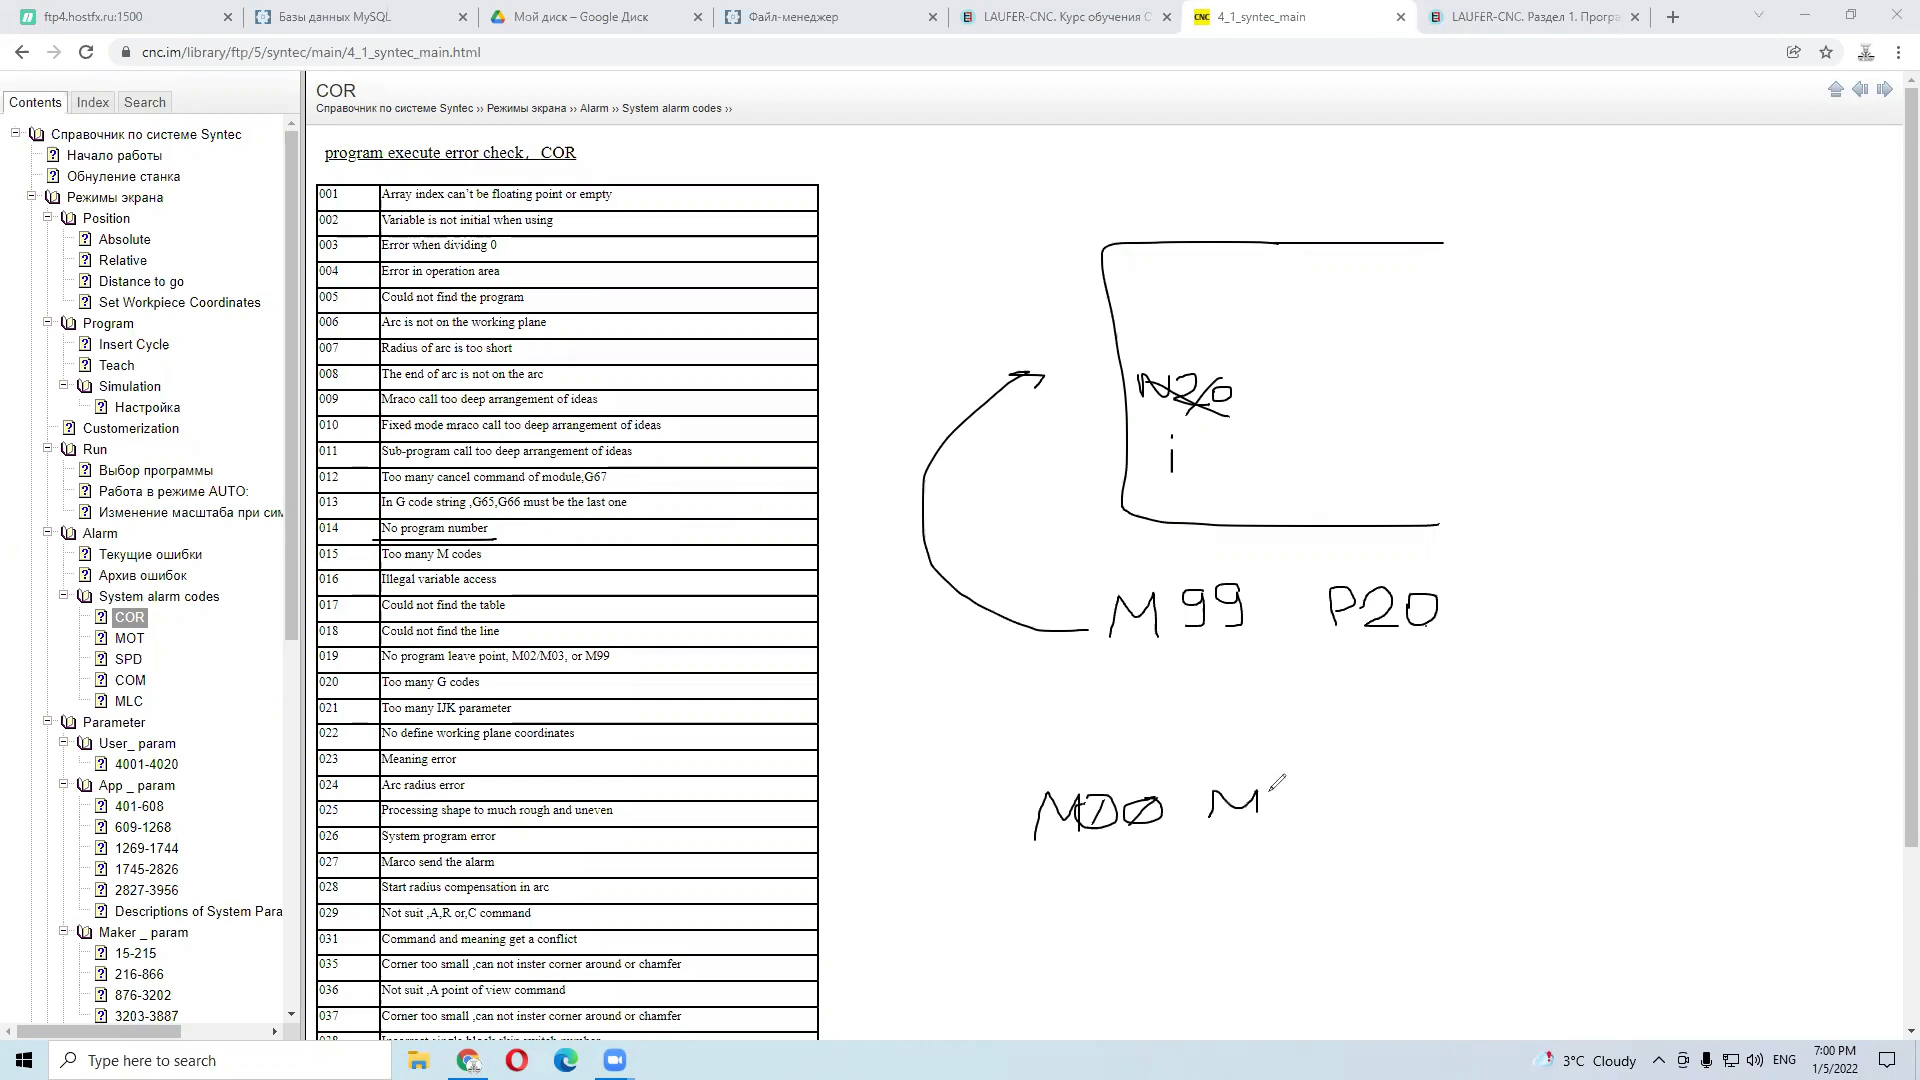 ftp4.hostfx.ru:1500
Базы данных MySQL
Мой диск – Google Диск
Файл-менеджер
LAUFER-CNC. Курс обучения С
4_1_syntec_main
LAUFER-CNC. Раздел 1. Програ
cnc.im/library/ftp/5/syntec/main/4_1_syntec_main.html
Contents
Index
Search
Справочник по системе Syntec
Начало работы
Обнуление станка
Режимы экрана
Position
Absolute
Relative
Distance to go
Set Workpiece Coordinates
Program
Insert Cycle
Teach
Simulation
Настройка
Customerization
Run
Выбор программы
Работа в режиме AUTO:
Изменение масштаба при сим
Alarm
Текущие ошибки
Архив ошибок
System alarm codes
COR
MOT
SPD
COM
MLC
Parameter
User_ param
4001-4020
App _ param
401-608
609-1268
1269-1744
1745-2826
2827-3956
Descriptions of System Para
Maker _ param
15-215
216-866
876-3202
3203-3887
COR
Справочник по системе Syntec ›› Режимы экрана ›› Alarm ›› System alarm codes ››
program execute error check，COR
001 Array index can't be floating point or empty
002 Variable is not initial when using
003 Error when dividing 0
004 Error in operation area
005 Could not find the program
006 Arc is not on the working plane
007 Radius of arc is too short
008 The end of arc is not on the arc
009 Mraco call too deep arrangement of ideas
010 Fixed mode mraco call too deep arrangement of ideas
011 Sub-program call too deep arrangement of ideas
012 Too many cancel command of module,G67
013 In G code string ,G65,G66 must be the last one
014 No program number
015 Too many M codes
016 Illegal variable access
017 Could not find the table
018 Could not find the line
019 No program leave point, M02/M03, or M99
020 Too many G codes
021 Too many IJK parameter
022 No define working plane coordinates
023 Meaning error
024 Arc radius error
025 Processing shape to much rough and uneven
026 System program error
027 Marco send the alarm
028 Start radius compensation in arc
029 Not suit ,A,R or,C command
031 Command and meaning get a conflict
035 Corner too small ,can not inster corner around or chamfer
036 Not suit ,A point of view command
037 Corner too small ,can not inster corner around or chamfer
038 Incorrect single block skip switch number
N20
i
M99 P20
M00 M
Type here to search
3°C Cloudy
ENG
7:00 PM
1/5/2022